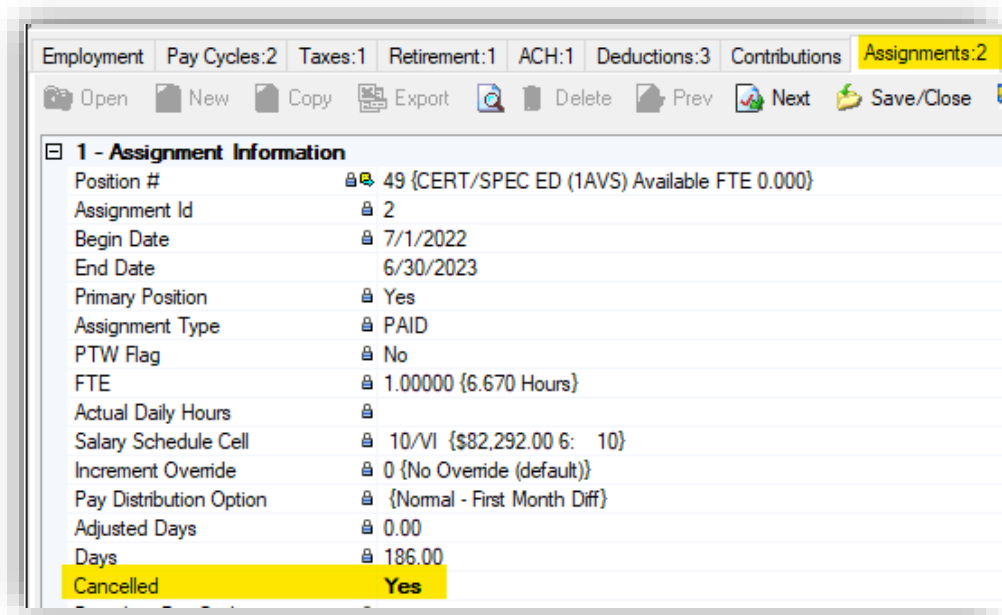 Employment Pay Cycles:2 Taxes:1 Retirement:1 ACH:1 Deductions:3 Contributions Assignments:2
Open New Copy Export Delete Prev Next Save/Close
1 - Assignment Information
Position # 49 {CERT/SPEC ED (1AVS) Available FTE 0.000}
Assignment Id 2
Begin Date 7/1/2022
End Date 6/30/2023
Primary Position Yes
Assignment Type PAID
PTW Flag No
FTE 1.00000 {6.670 Hours}
Actual Daily Hours
Salary Schedule Cell 10/VI {$82,292.00 6: 10}
Increment Override 0 {No Override (default)}
Pay Distribution Option {Normal - First Month Diff}
Adjusted Days 0.00
Days 186.00
Cancelled Yes